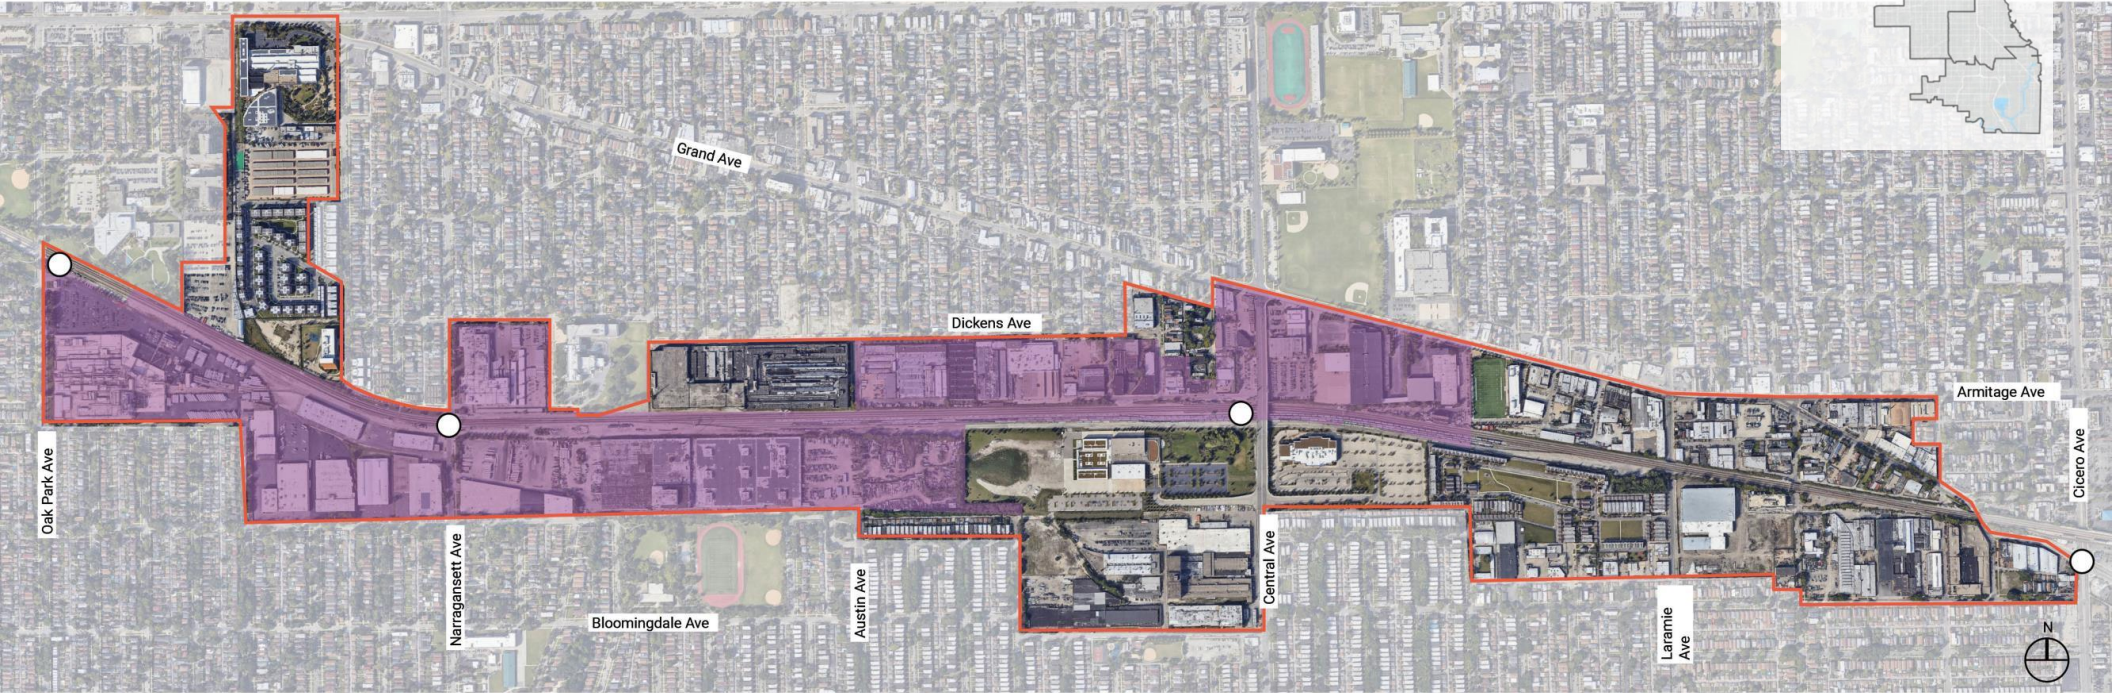 Grand Ave
Dickens Ave
Armitage Ave
Oak Park Ave
Narragansett Ave
Bloomingdale Ave
Austin Ave
Central Ave
Laramie
Ave
Cicero Ave
N